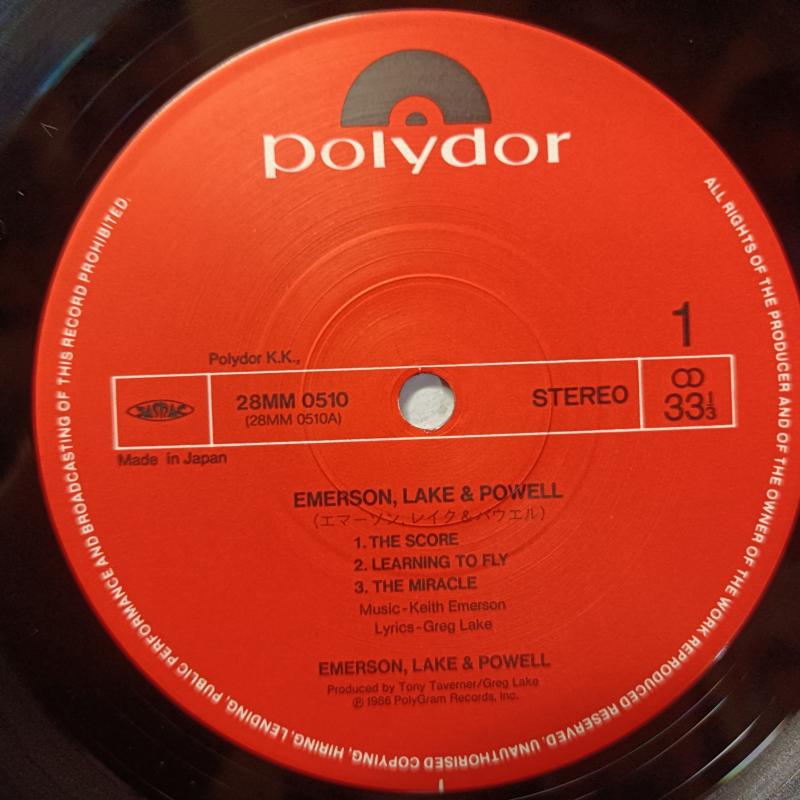 polydor
1
Polydor K.K.,
JASRAC
28MM 0510
(28MM 0510A)
STEREO
33 1/3
Made in Japan
EMERSON, LAKE & POWELL
(エマーソン, レイク&パウエル)
1. THE SCORE
2. LEARNING TO FLY
3. THE MIRACLE
Music-Keith Emerson
Lyrics-Greg Lake
EMERSON, LAKE & POWELL
Produced by Tony Taverner/Greg Lake
℗ 1986 PolyGram Records, Inc.
ALL RIGHTS OF THE PRODUCER AND OF THE OWNER OF THE WORK REPRODUCED RESERVED. UNAUTHORISED COPYING, HIRING, LENDING, PUBLIC PERFORMANCE AND BROADCASTING OF THIS RECORD PROHIBITED.